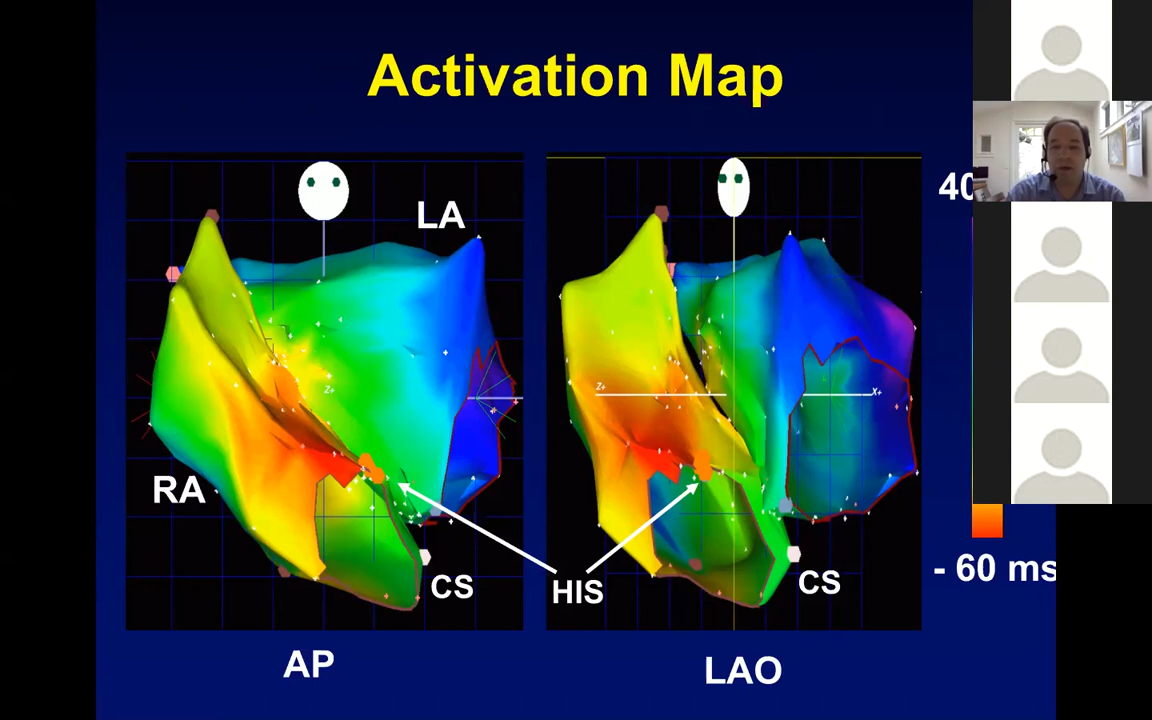 Activation Map
LA
40
Z+
Z+
X+
RA
CS
HIS
CS
- 60 ms
AP
LAO